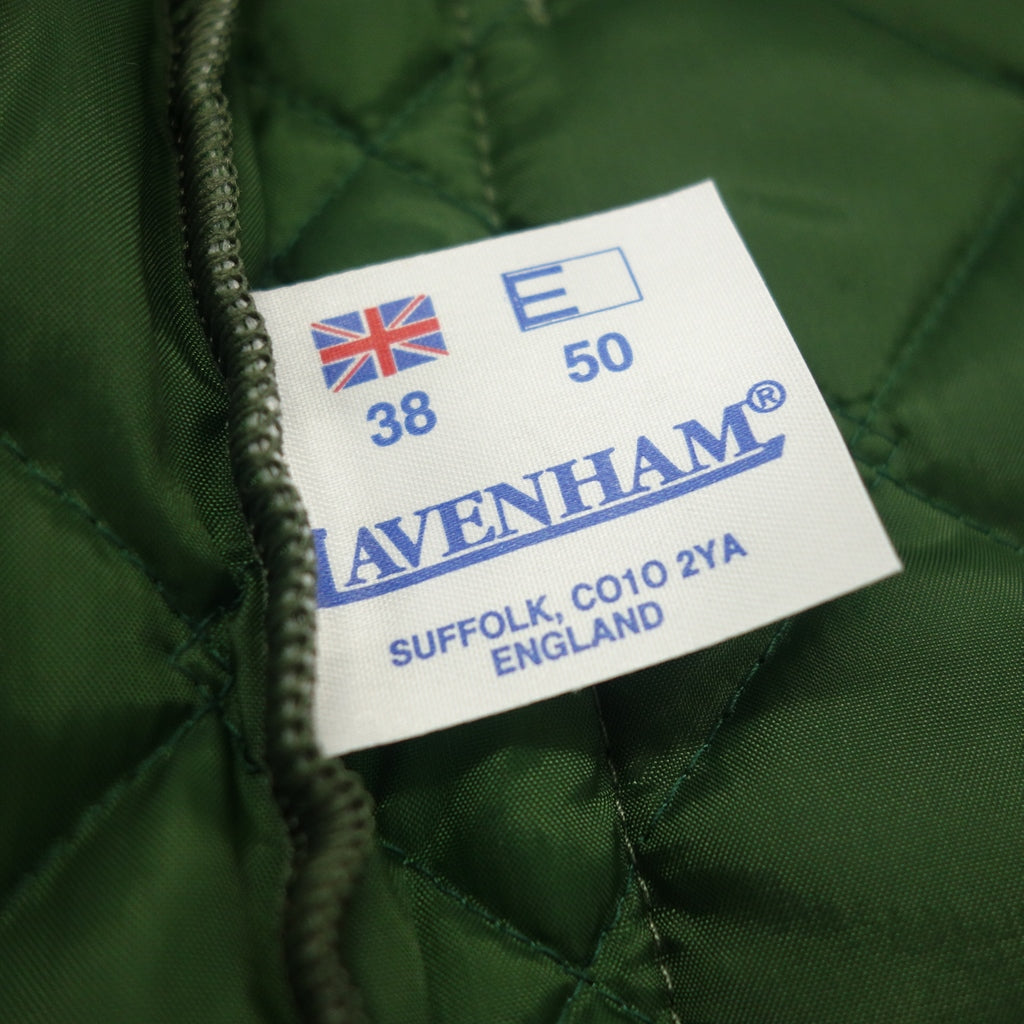 E
38 50
LAVENHAM®
SUFFOLK, CO10 2YA
ENGLAND